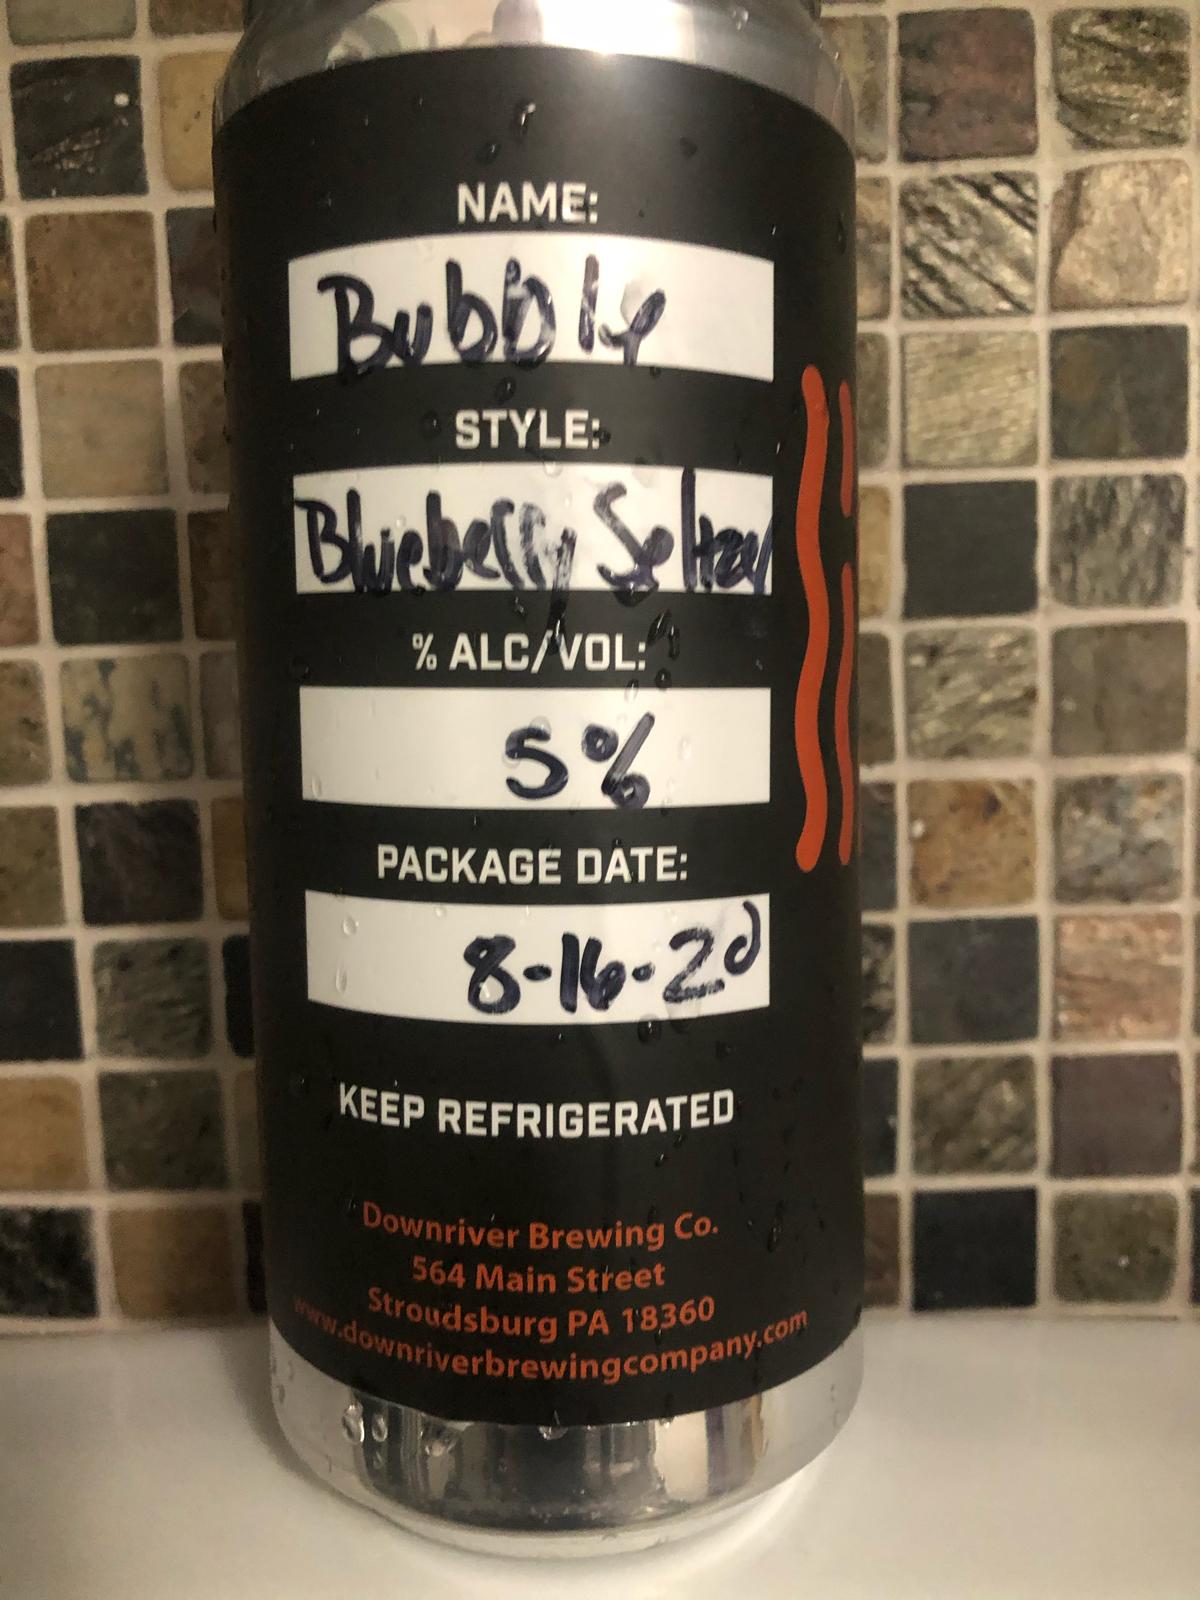 NAME:
Bubbly
STYLE:
Blueberry Seltzer
% ALC/VOL:
5%
PACKAGE DATE:
8-16-20
KEEP REFRIGERATED
Downriver Brewing Co.
564 Main Street
Stroudsburg PA 18360
www.downriverbrewingcompany.com